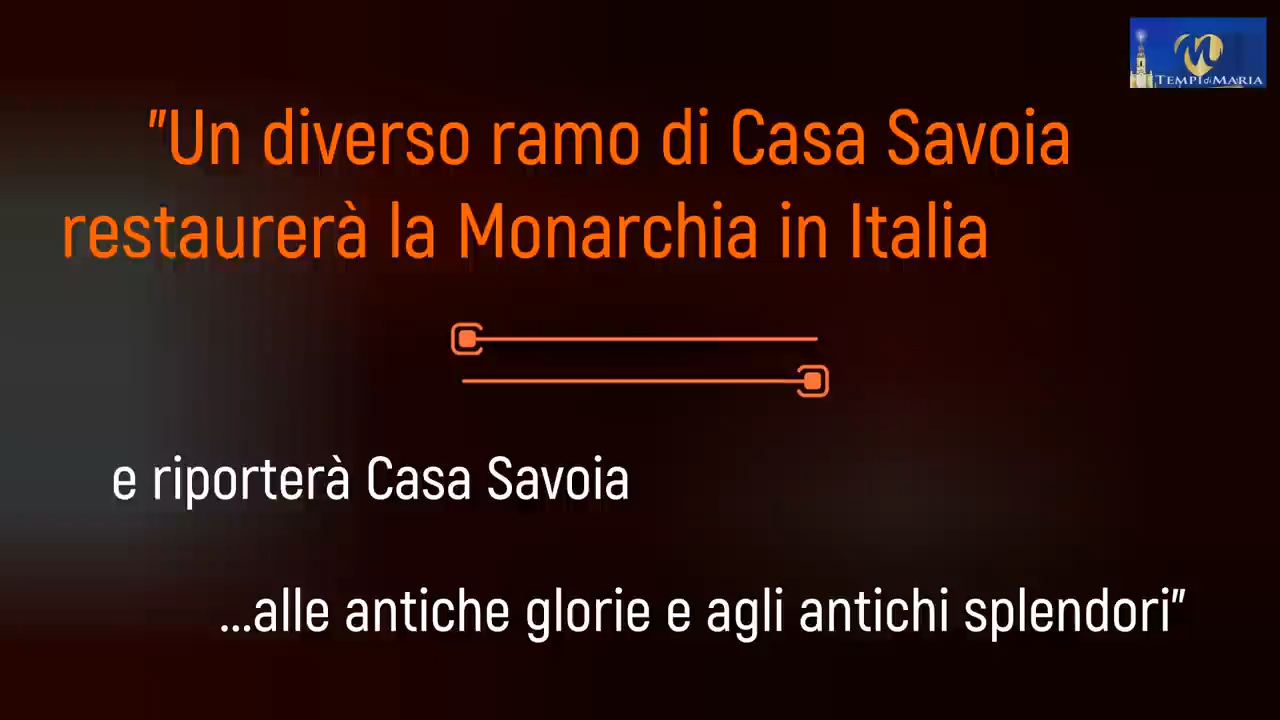 TEMPI di MARIA
"Un diverso ramo di Casa Savoia
restaurerà la Monarchia in Italia
e riporterà Casa Savoia
...alle antiche glorie e agli antichi splendori"